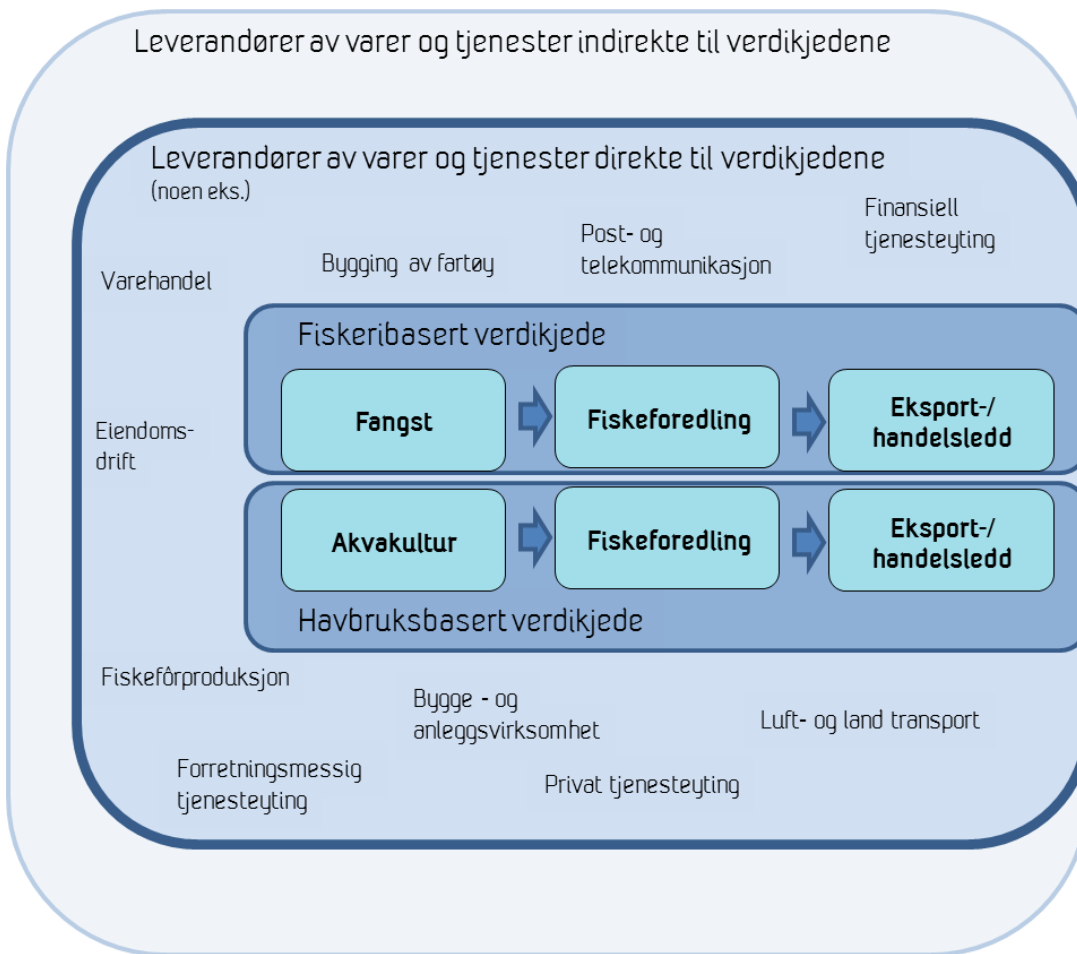 Leverandører av varer og tjenester indirekte til verdikjedene
Leverandører av varer og tjenester direkte til verdikjedene
(noen eks.)
Finansiell
tjenesteyting
Post- og
telekommunikasjon
Bygging av fartøy
Varehandel
Fiskeribasert verdikjede
Fangst
Fiskeforedling
Eksport-/
handelsledd
Eiendoms-
drift
Akvakultur
Fiskeforedling
Eksport-/
handelsledd
Havbruksbasert verdikjede
Fiskefôrproduksjon
Bygge - og
anleggsvirksomhet
Luft- og land transport
Forretningsmessig
tjenesteyting
Privat tjenesteyting